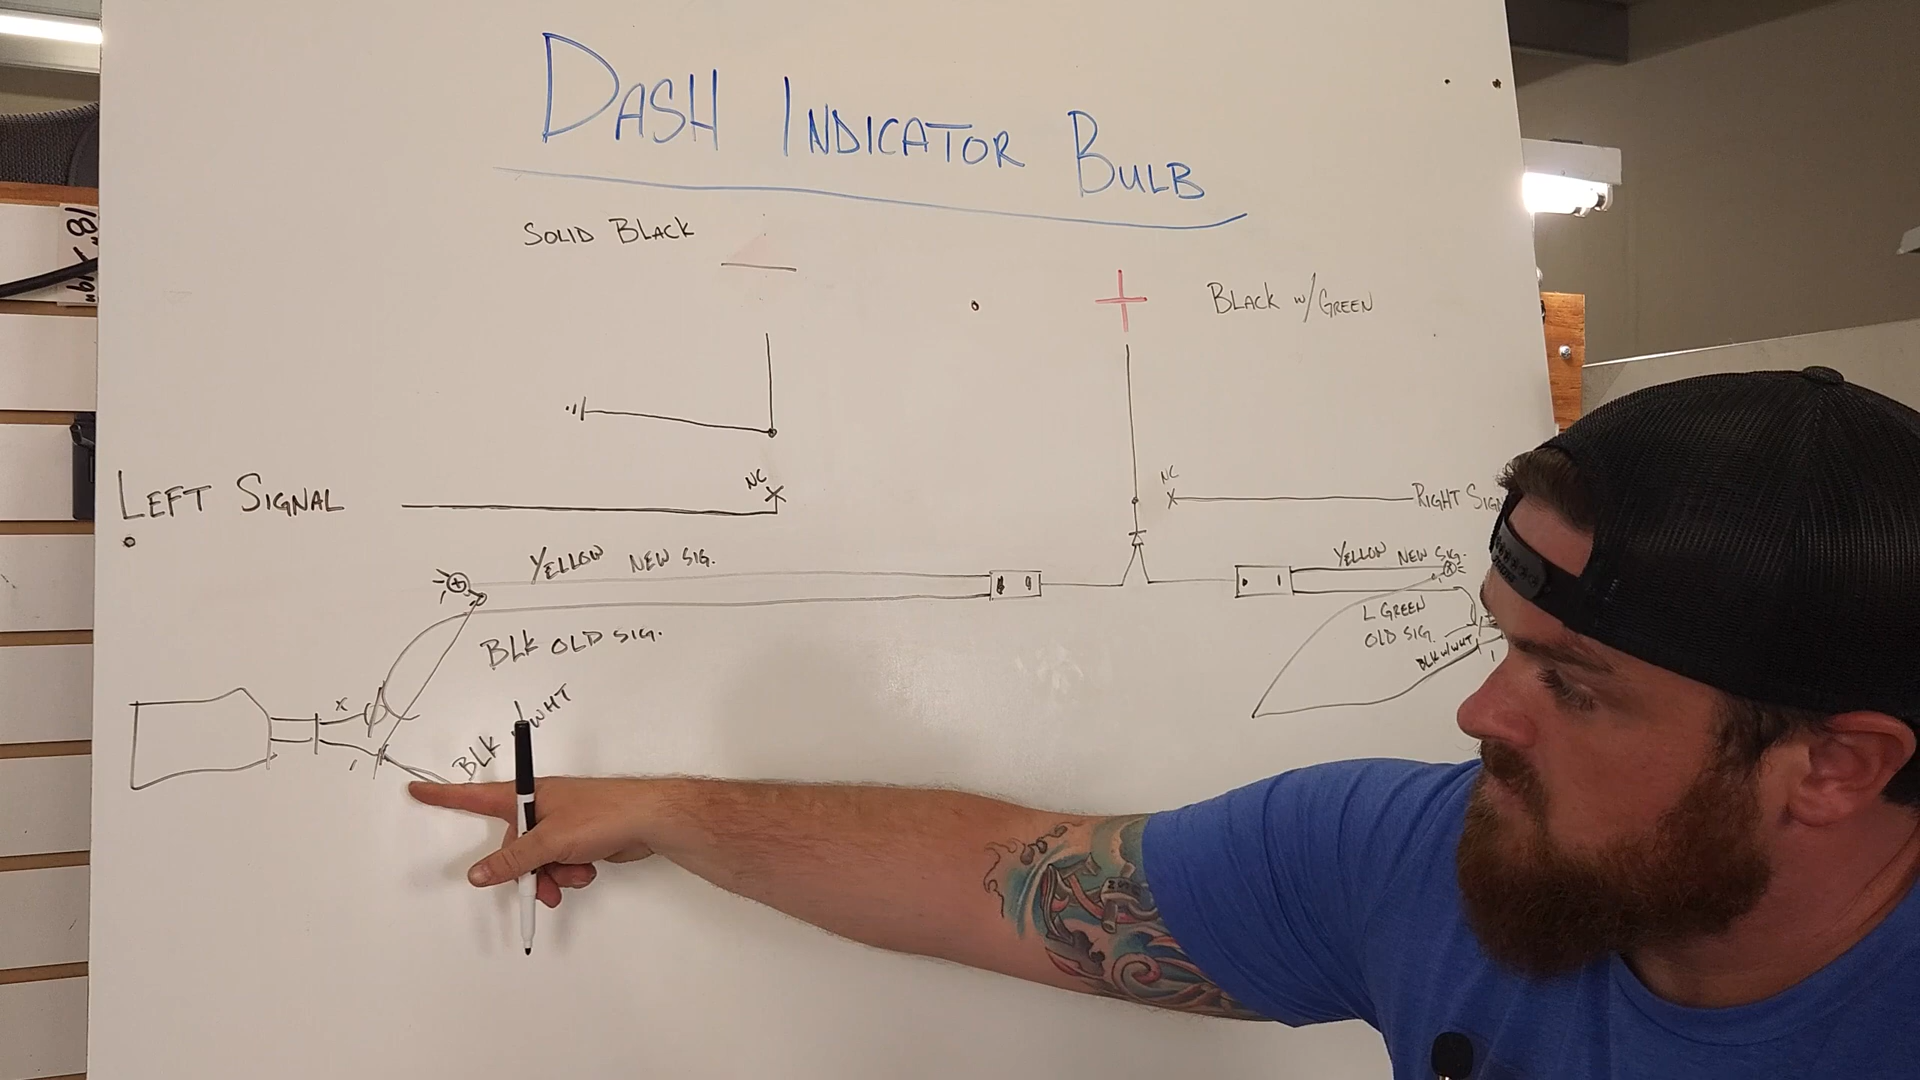 DASH INDICATOR BULB
SOLID BLACK
BLACK w/GREEN
NC
NC
LEFT SIGNAL
RIGHT SIG
YELLOW NEW SIG.
YELLOW NEW SIG.
BLK OLD SIG.
L GREEN
OLD SIG.
BLK W/WHT
BLK /WHT
X